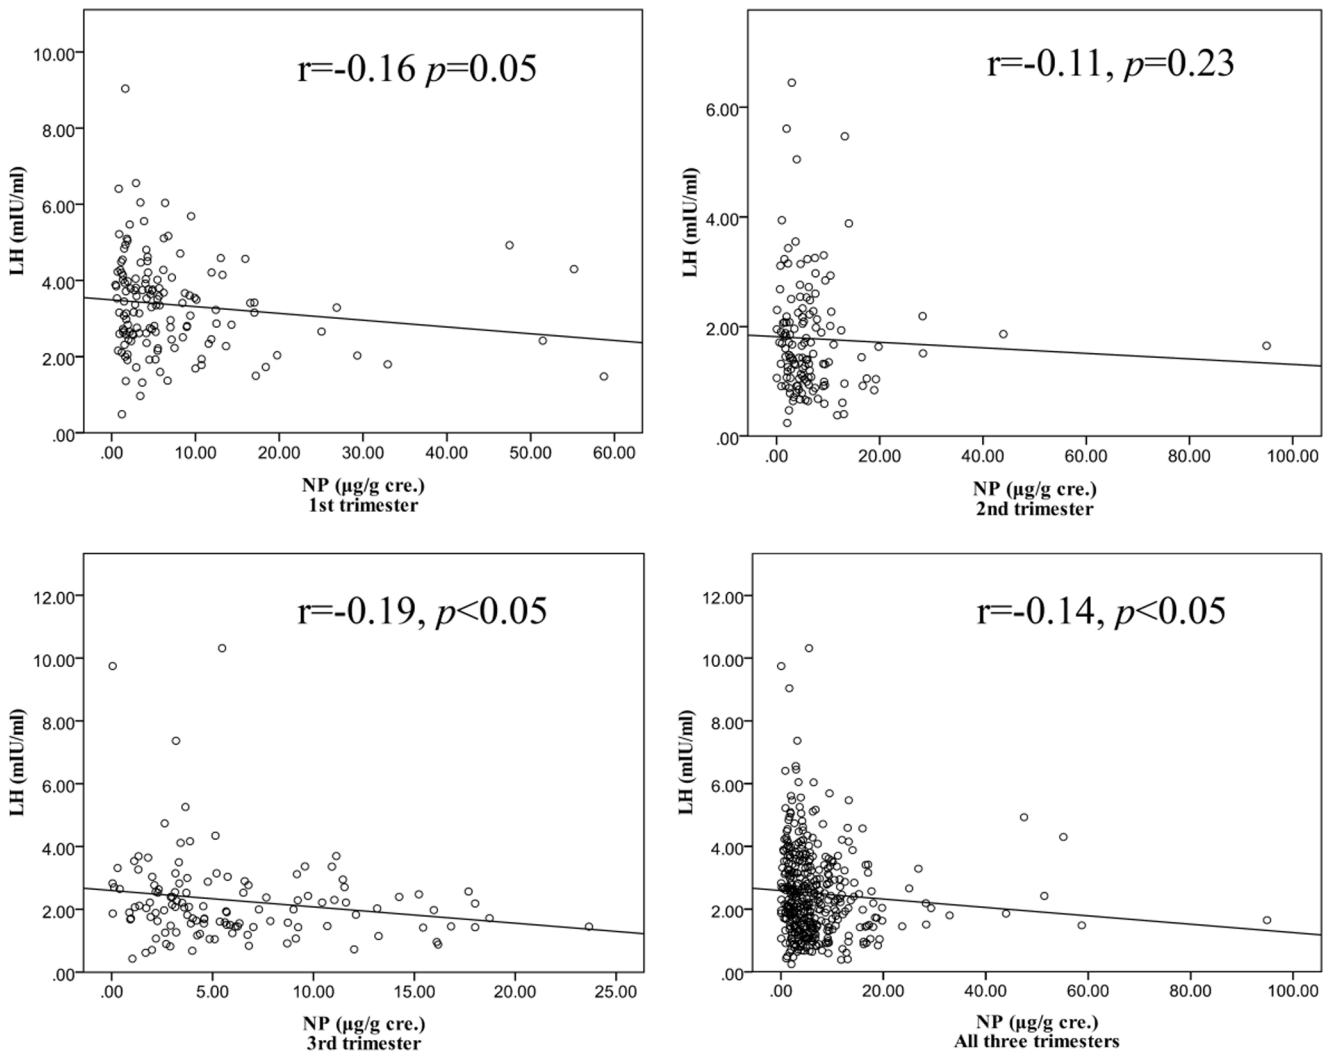 r=-0.16 p=0.05
LH (mIU/ml)
10.00
8.00
6.00
4.00
2.00
.00
.00 10.00 20.00 30.00 40.00 50.00 60.00
NP (μg/g cre.)
1st trimester
r=-0.11, p=0.23
LH (mIU/ml)
6.00
4.00
2.00
.00
.00 20.00 40.00 60.00 80.00 100.00
NP (μg/g cre.)
2nd trimester
r=-0.19, p<0.05
LH (mIU/ml)
12.00
10.00
8.00
6.00
4.00
2.00
.00
.00 5.00 10.00 15.00 20.00 25.00
NP (μg/g cre.)
3rd trimester
r=-0.14, p<0.05
LH (mIU/ml)
12.00
10.00
8.00
6.00
4.00
2.00
.00
.00 20.00 40.00 60.00 80.00 100.00
NP (μg/g cre.)
All three trimesters